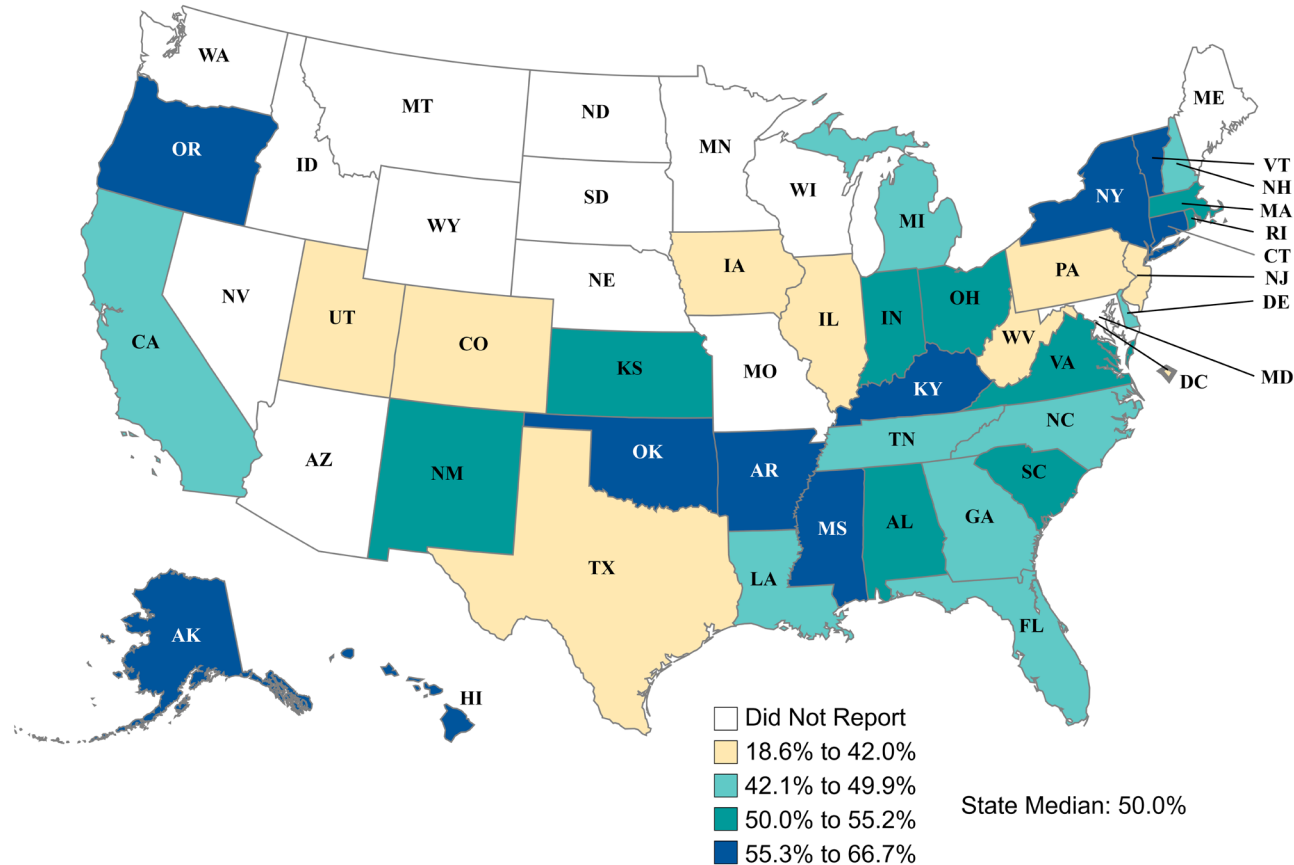 WA
MT
ND
MN
ME
OR
ID
SD
WI
VT
NH
NY
MA
WY
MI
RI
CT
IA
PA
NJ
NE
NV
UT
IL
IN
OH
DE
CA
CO
WV
KS
MO
VA
DC
MD
KY
NC
TN
AZ
NM
OK
AR
SC
MS
AL
GA
TX
LA
FL
AK
HI
Did Not Report
18.6% to 42.0%
42.1% to 49.9%
State Median: 50.0%
50.0% to 55.2%
55.3% to 66.7%